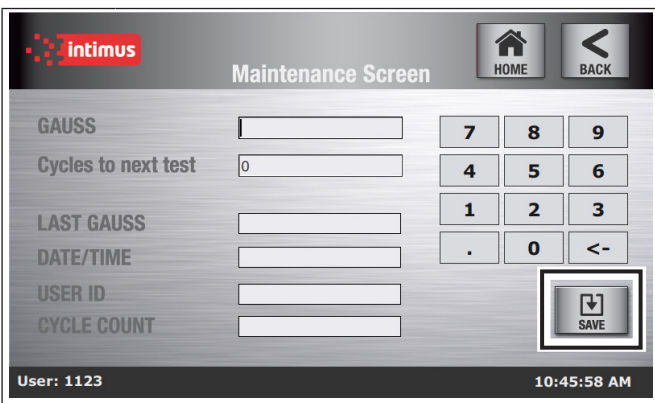 intimus
Maintenance Screen
HOME
BACK
GAUSS
Cycles to next test
0
LAST GAUSS
DATE/TIME
USER ID
CYCLE COUNT
7 8 9
4 5 6
1 2 3
. 0 <-
SAVE
User: 1123
10:45:58 AM